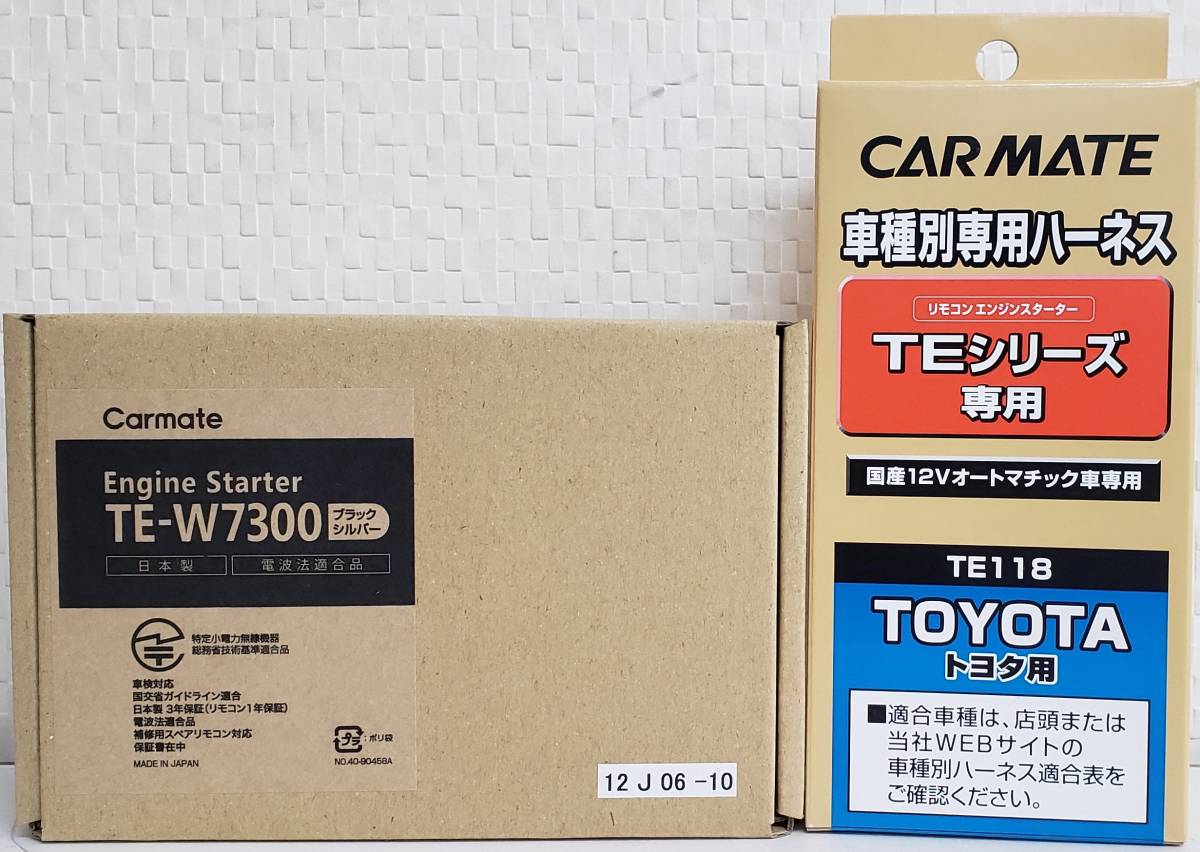 Carmate
Engine Starter
TE-W7300 ブラック シルバー
日本製 電波法適合品
特定小電力無線機器
総務省技術基準適合品
車検対応
国交省ガイドライン適合
日本製 3年保証(リモコン1年保証)
電波法適合品
補修用スペアリモコン対応
保証書在中
MADE IN JAPAN
プラ :ポリ袋
NO.40-90458A
12 J 06 -10
CAR MATE
車種別専用ハーネス
リモコン エンジンスターター
TEシリーズ
専用
国産12Vオートマチック車専用
TE118
TOYOTA
トヨタ用
■適合車種は、店頭または
当社WEBサイトの
車種別ハーネス適合表を
ご確認ください。